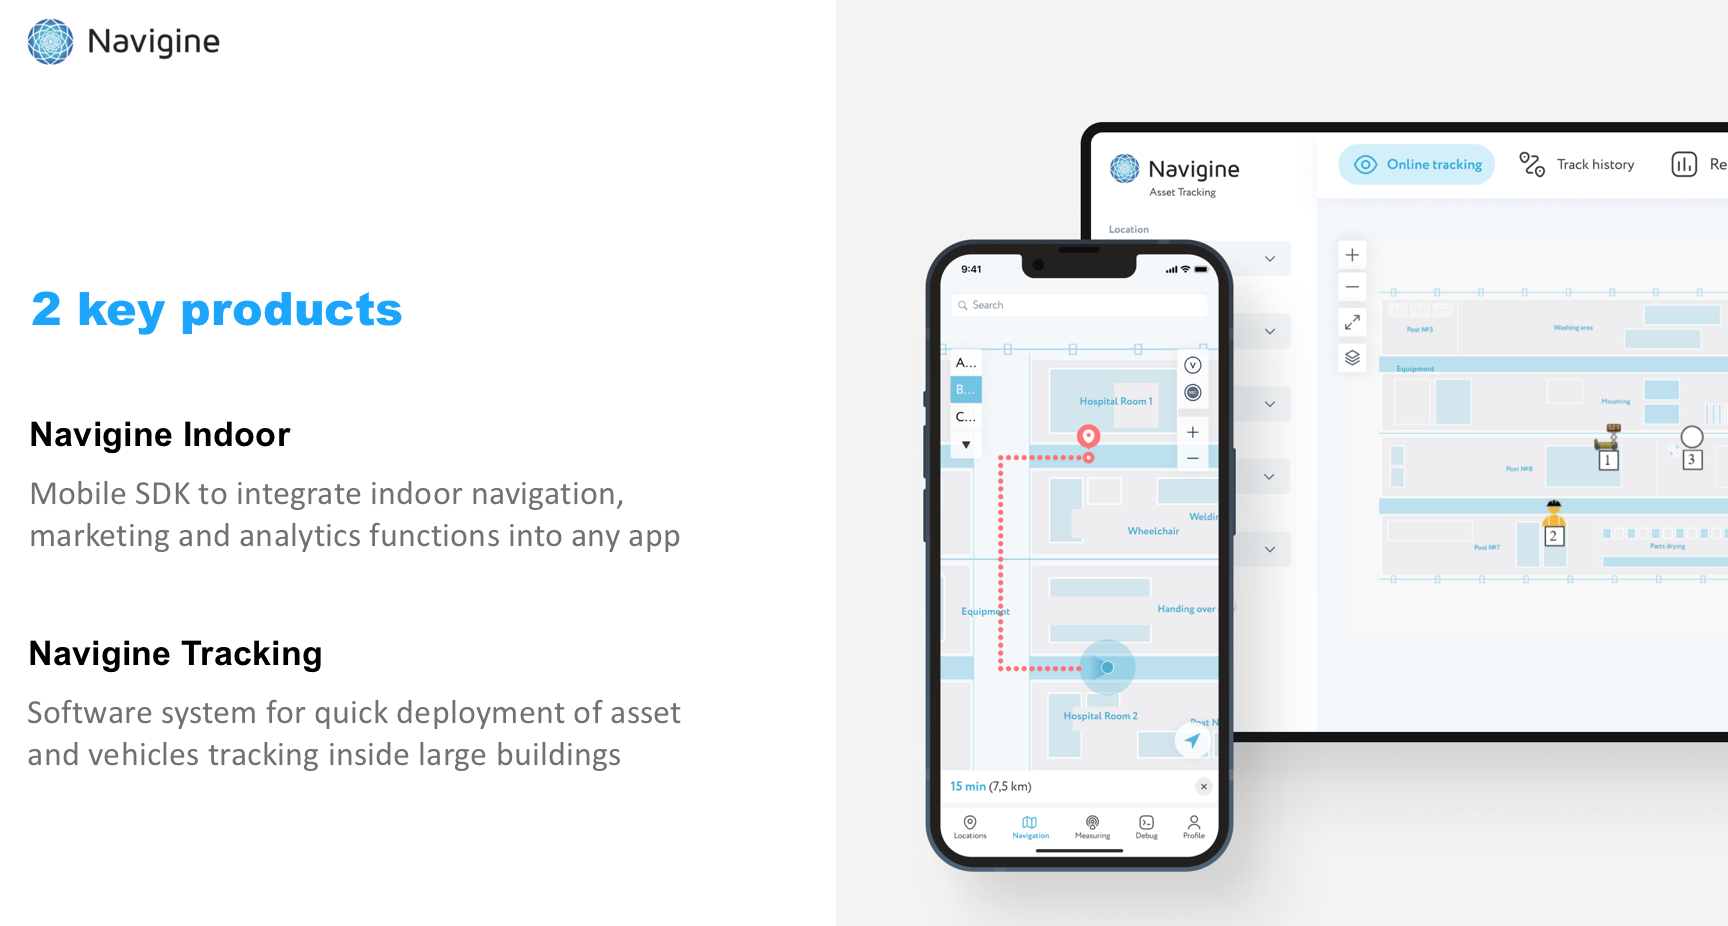 Navigine
2 key products
Navigine Indoor
Mobile SDK to integrate indoor navigation,
marketing and analytics functions into any app
Navigine Tracking
Software system for quick deployment of asset
and vehicles tracking inside large buildings
Navigine
Asset Tracking
Online tracking
Track history
Re
Location
Post №3
Washing area
Equipment
Mounting
1
3
Post №8
2
Post №7
Parts drying
9:41
Search
A...
B...
C...
V
Hospital Room 1
Wheelchair
Weldin
Equipment
Handing over
Hospital Room 2
Post N
15 min (7,5 km)
Locations
Navigation
Measuring
Debug
Profile